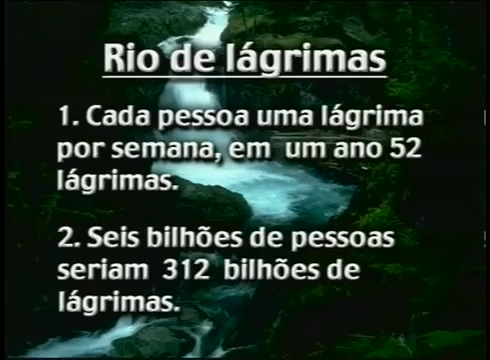 Rio de lágrimas
1. Cada pessoa uma lágrima
por semana, em um ano 52
lágrimas.
2. Seis bilhões de pessoas
seriam 312 bilhões de
lágrimas.